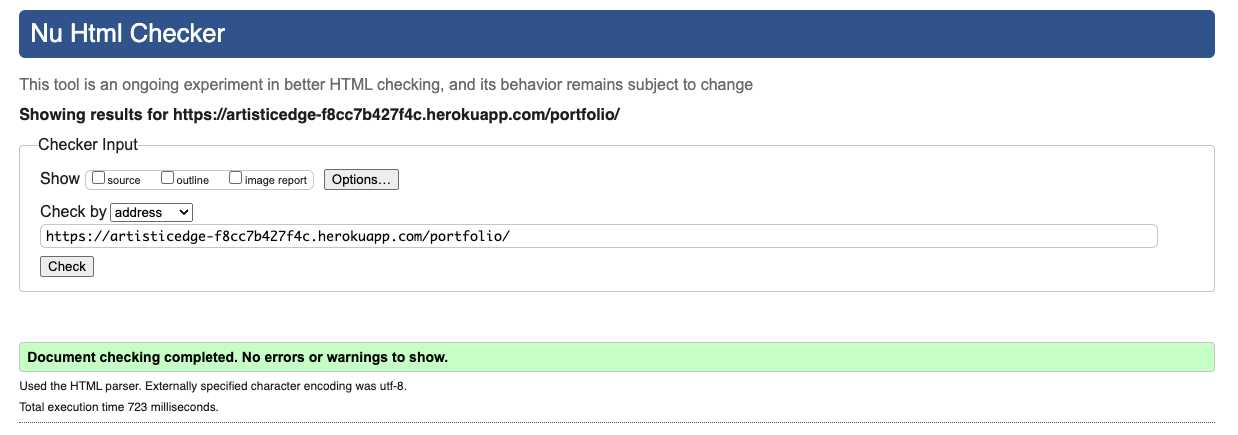 Nu Html Checker
This tool is an ongoing experiment in better HTML checking, and its behavior remains subject to change
Showing results for https://artisticedge-f8cc7b427f4c.herokuapp.com/portfolio/
Checker Input
Show source outline image report Options...
Check by address
https://artisticedge-f8cc7b427f4c.herokuapp.com/portfolio/
Check
Document checking completed. No errors or warnings to show.
Used the HTML parser. Externally specified character encoding was utf-8.
Total execution time 723 milliseconds.